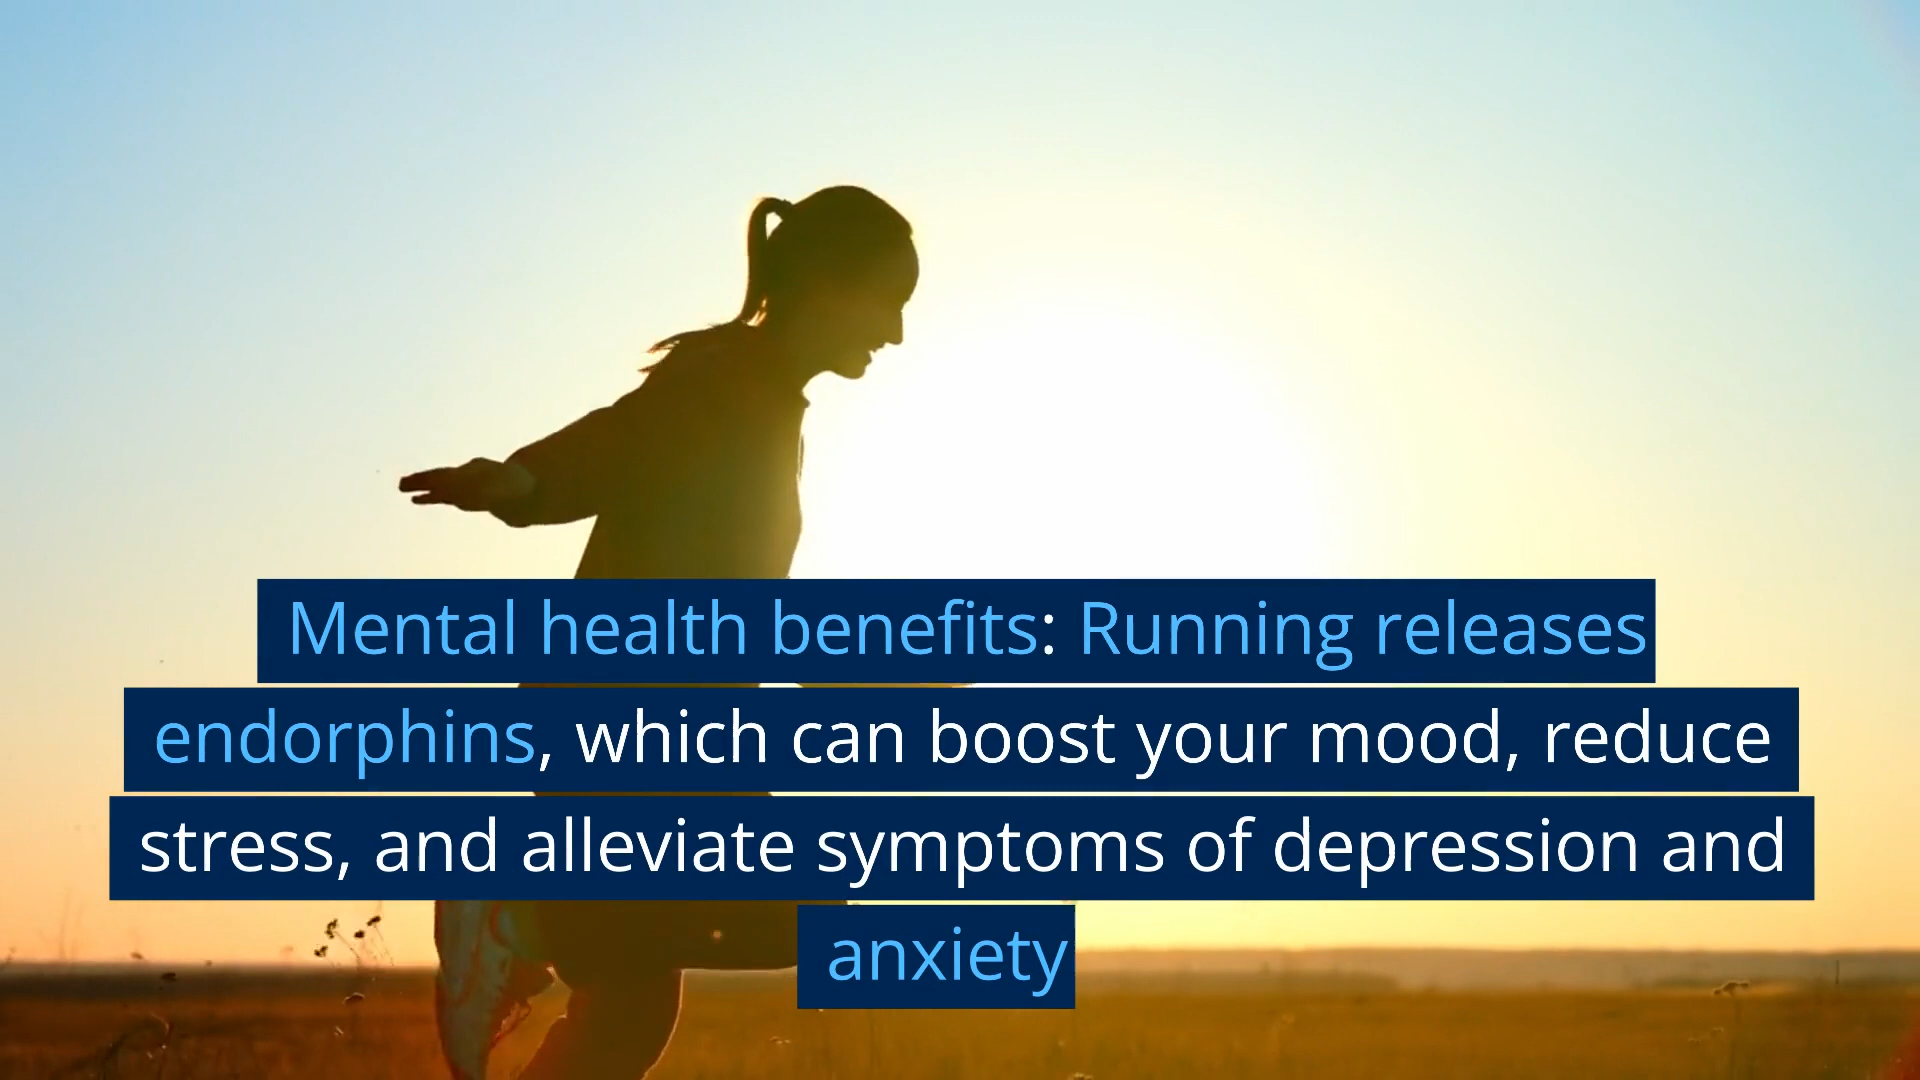 Mental health benefits: Running releases
endorphins, which can boost your mood, reduce
stress, and alleviate symptoms of depression and
anxiety